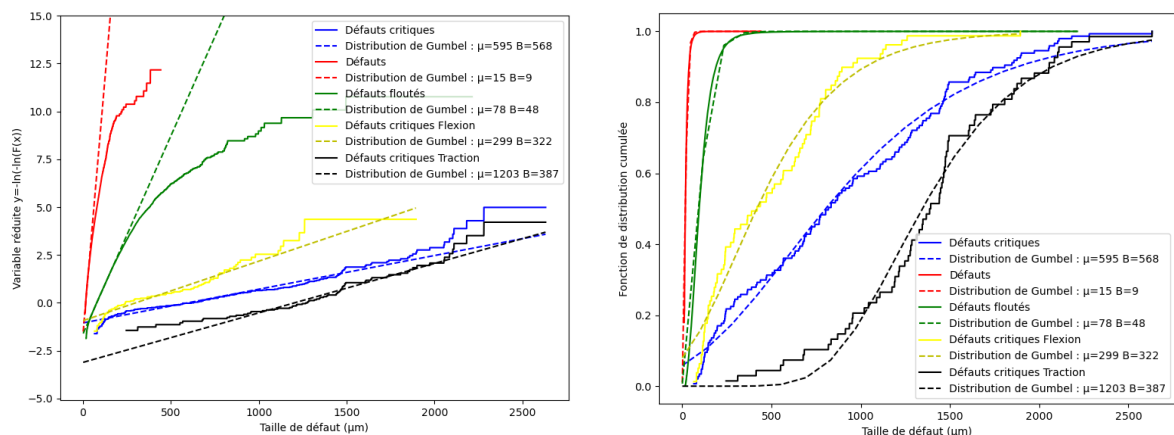 15.0
12.5
10.0
7.5
5.0
2.5
0.0
−2.5
−5.0
Variable réduite y=-ln(-ln(F(x))
0
500
1000
1500
2000
2500
Taille de défaut (μm)
Défauts critiques
Distribution de Gumbel : μ=595 B=568
Défauts
Distribution de Gumbel : μ=15 B=9
Défauts floutés
Distribution de Gumbel : μ=78 B=48
Défauts critiques Flexion
Distribution de Gumbel : μ=299 B=322
Défauts critiques Traction
Distribution de Gumbel : μ=1203 B=387
1.0
0.8
0.6
0.4
0.2
0.0
Fonction de distribution cumulée
0
500
1000
1500
2000
2500
Taille de défaut (μm)
Défauts critiques
Distribution de Gumbel : μ=595 B=568
Défauts
Distribution de Gumbel : μ=15 B=9
Défauts floutés
Distribution de Gumbel : μ=78 B=48
Défauts critiques Flexion
Distribution de Gumbel : μ=299 B=322
Défauts critiques Traction
Distribution de Gumbel : μ=1203 B=387